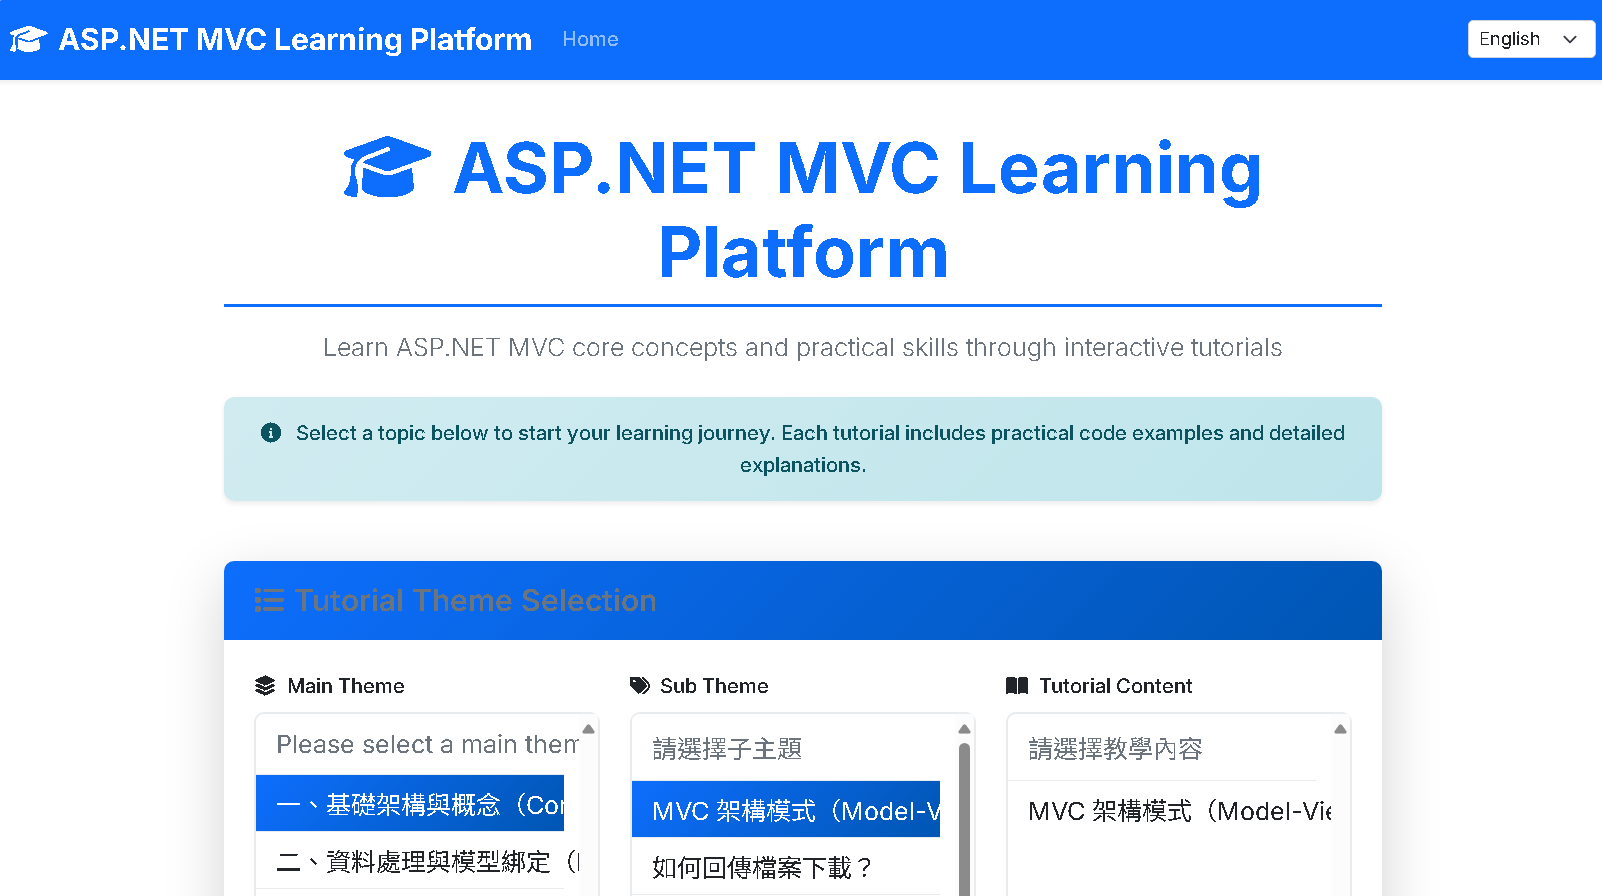 ASP.NET MVC Learning Platform
Home
English
ASP.NET MVC Learning
Platform
Learn ASP.NET MVC core concepts and practical skills through interactive tutorials
Select a topic below to start your learning journey. Each tutorial includes practical code examples and detailed
explanations.
Tutorial Theme Selection
Main Theme
Please select a main them
一、基礎架構與概念（Cor
二、資料處理與模型綁定（
Sub Theme
請選擇子主題
MVC 架構模式（Model-V
如何回傳檔案下載？
Tutorial Content
請選擇教學內容
MVC 架構模式（Model-Vie